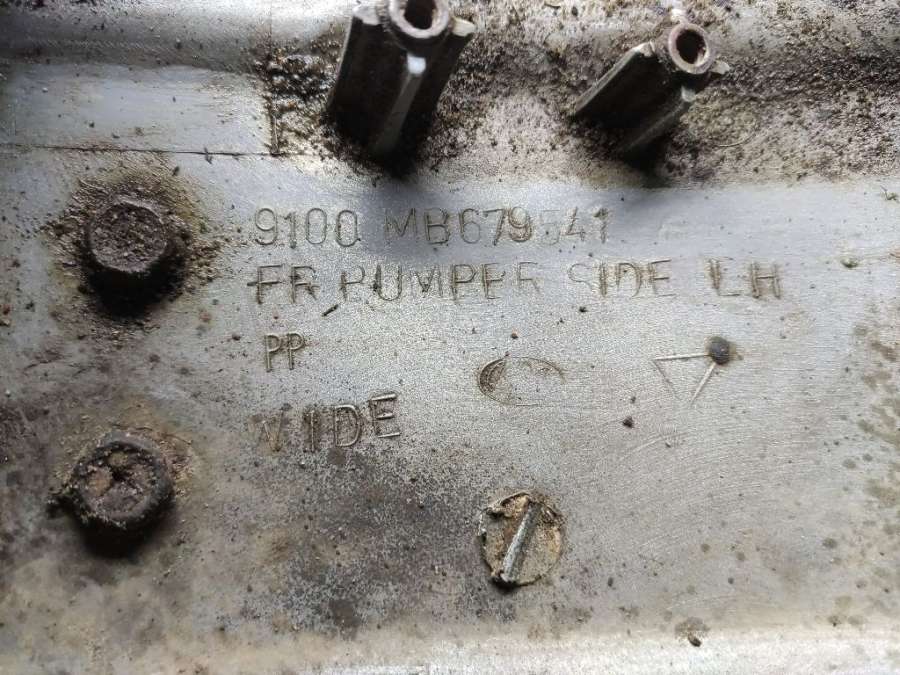 9100 MB679541
FR BUMPER SIDE LH
PP
WIDE